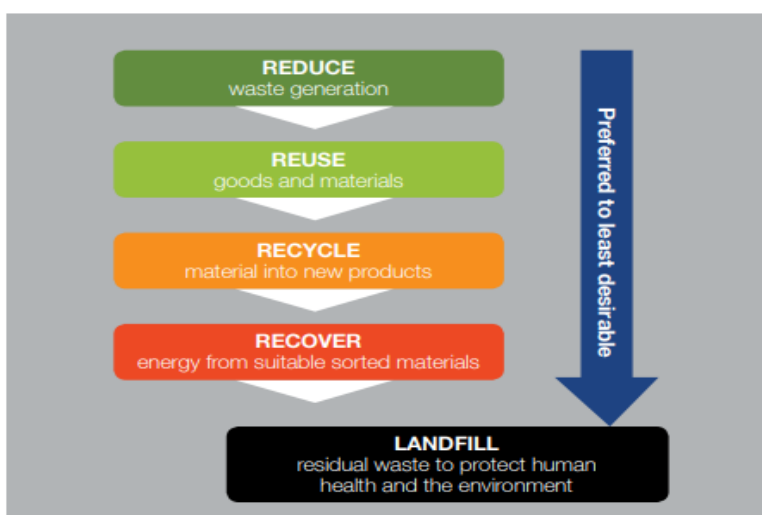 REDUCE
waste generation
REUSE
goods and materials
RECYCLE
material into new products
RECOVER
energy from suitable sorted materials
LANDFILL
residual waste to protect human
health and the environment
Preferred to least desirable